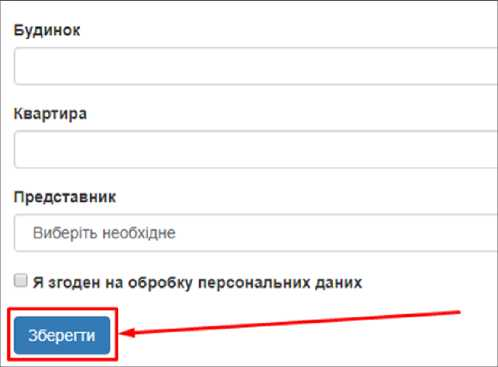 Будинок
Квартира
Представник
Виберіть необхідне
Я згоден на обробку персональних даних
Зберегти